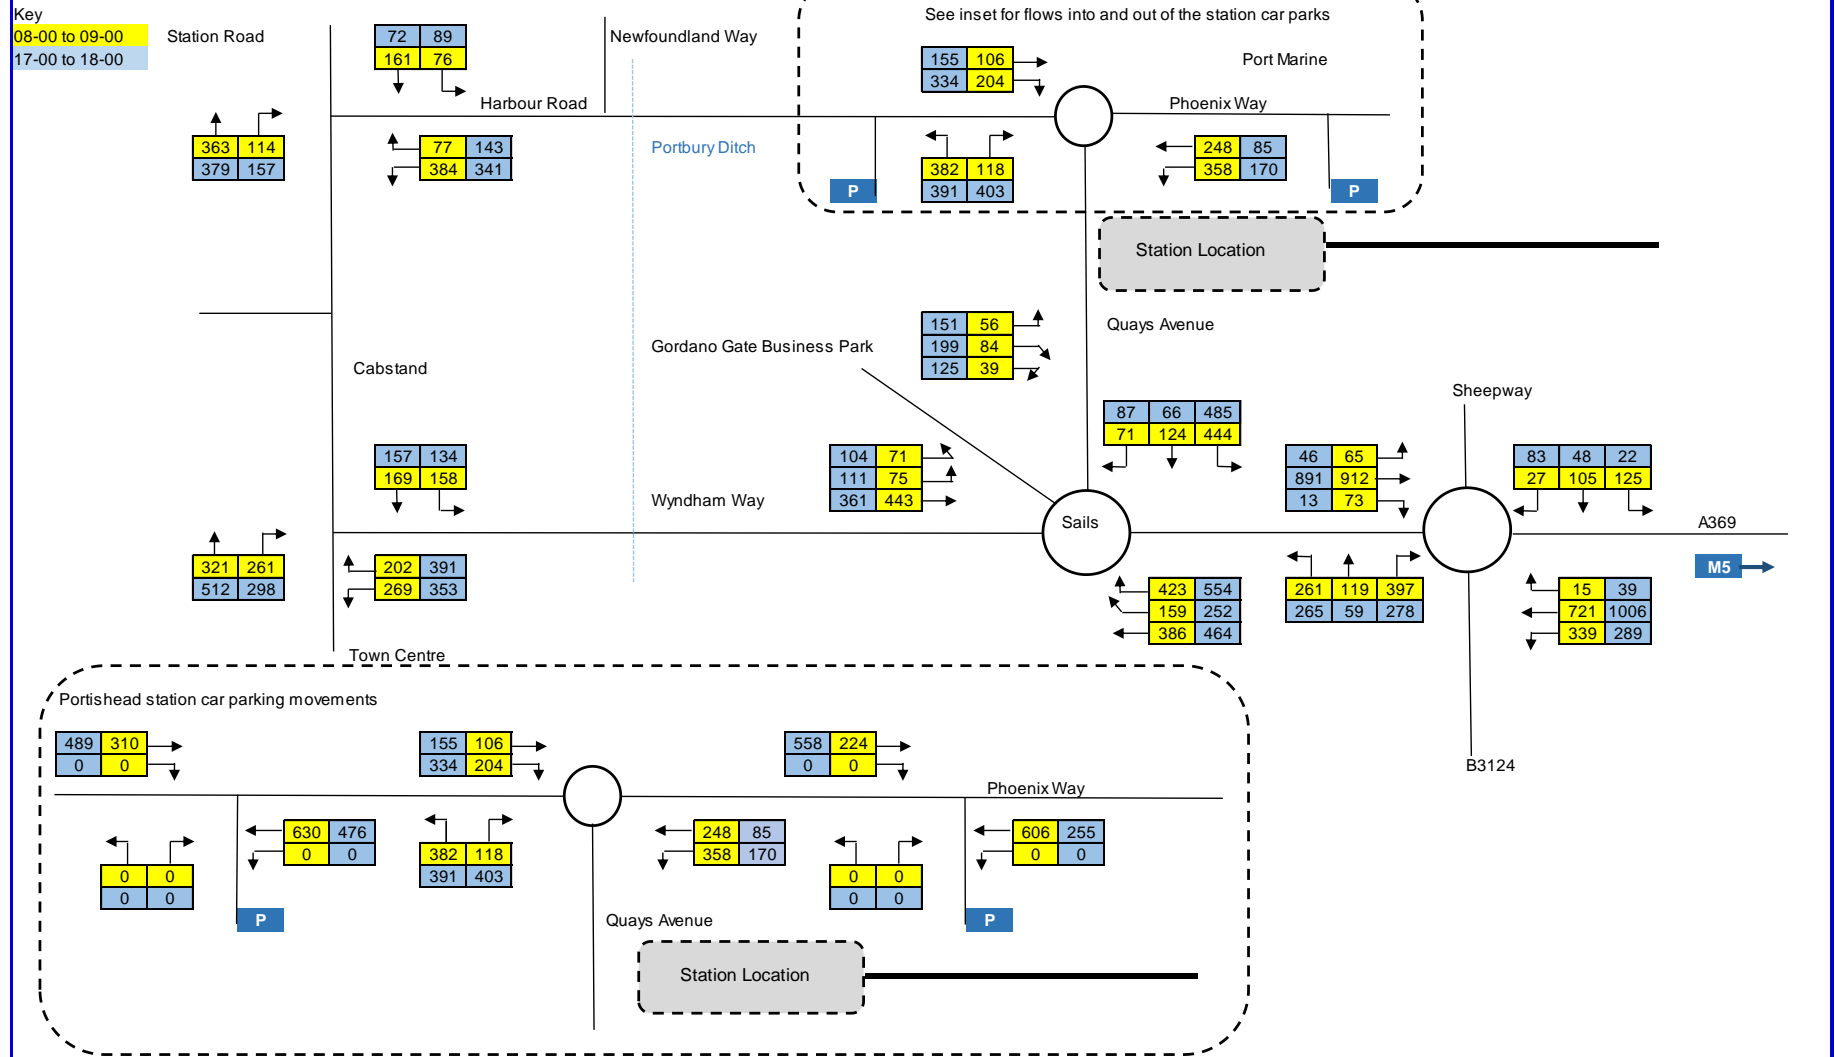 Key
See inset for flows into and out of the station car parks
08-00 to 09-00
Station Road
72 89
Newfoundland Way
17-00 to 18-00
161 76
155 106
Port Marine
334 204
Harbour Road
Phoenix Way
363 114
77 143
Portbury Ditch
248 85
379 157
384 341
382 118
358 170
P
391 403
P
Station Location
151 56
Quays Avenue
199 84
Gordano Gate Business Park
125 39
Cabstand
Sheepway
87 66 485
71 124 444
157 134
104 71
46 65
83 48 22
169 158
111 75
891 912
27 105 125
Wyndham Way
361 443
13 73
Sails
A369
321 261
202 391
M5
512 298
269 353
423 554
261 119 397
15 39
159 252
265 59 278
721 1006
386 464
339 289
Town Centre
Portishead station car parking movements
B3124
489 310
155 106
558 224
0 0
334 204
0 0
Phoenix Way
630 476
248 85
606 255
0 0
382 118
358 170
0 0
0 0
391 403
0 0
0 0
0 0
P
Quays Avenue
P
Station Location